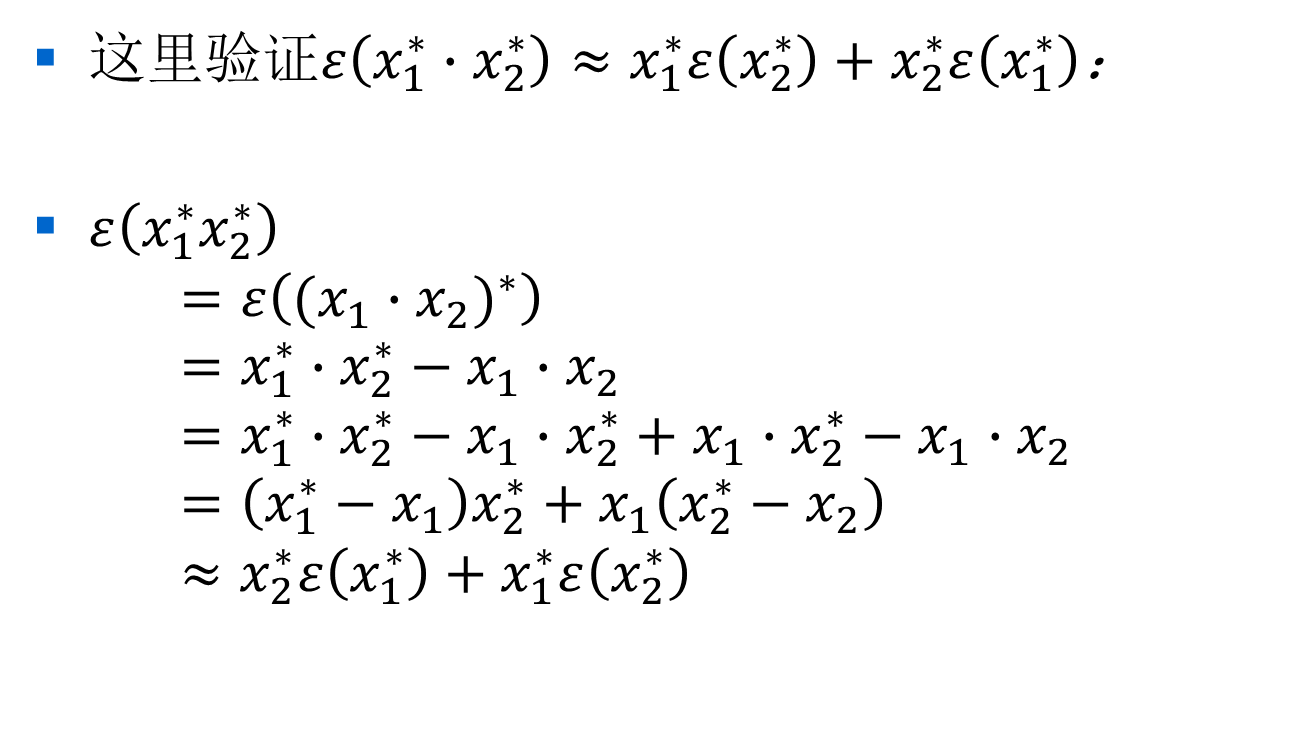 ▪ 这里验证ε(x₁*·x₂*) ≈ x₁*ε(x₂*) + x₂*ε(x₁*)：
▪ ε(x₁*x₂*)
= ε((x₁·x₂)*)
= x₁*·x₂* − x₁·x₂
= x₁*·x₂* − x₁·x₂* + x₁·x₂* − x₁·x₂
= (x₁* − x₁)x₂* + x₁(x₂* − x₂)
≈ x₂*ε(x₁*) + x₁*ε(x₂*)